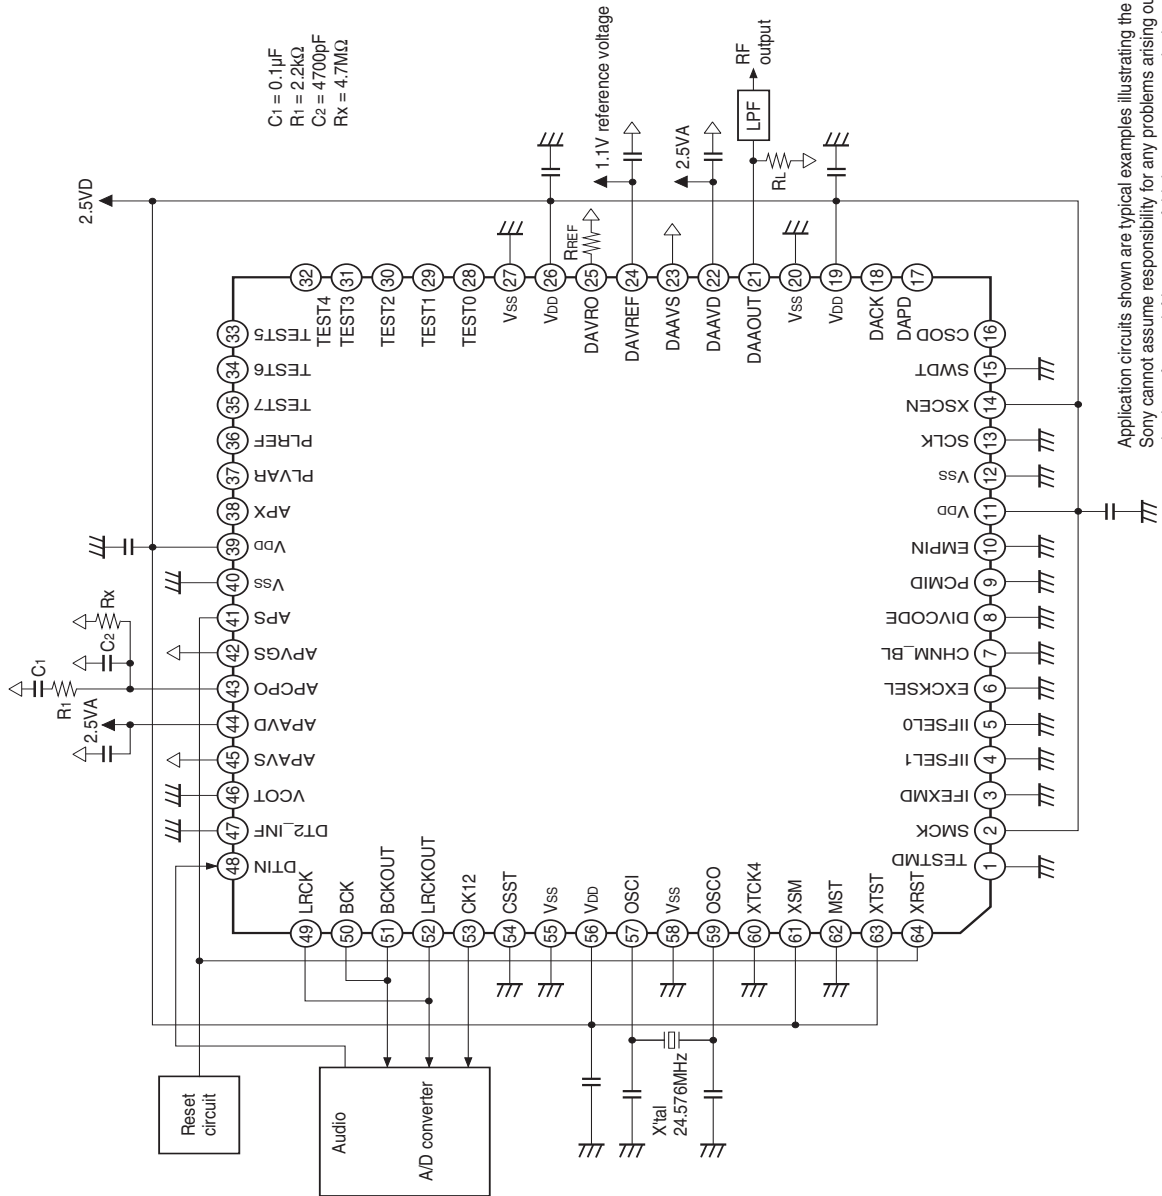 C1 = 0.1µF
R1 = 2.2kΩ
C2 = 4700pF
Rx = 4.7MΩ
2.5VD
1.1V reference voltage
2.5VA
RF
output
LPF
RL
RREF
32 TEST4
31 TEST3
30 TEST2
29 TEST1
28 TEST0
27 Vss
26 VDD
25 DAVRO
24 DAVREF
23 DAAVS
22 DAAVD
21 DAAOUT
20 Vss
19 VDD
18 DACK
17 DAPD
33 TEST5
34 TEST6
35 TEST7
36 PLREF
37 PLVAR
38 APX
39 VDD
40 Vss
41 APS
42 APVGS
43 APCPO
44 APAVD
45 APAVS
46 VCOT
47 DT2_INF
48 DTIN
Rx
C2
C1
R1
2.5VA
16 CSOD
15 SWDT
14 XSCEN
13 SCLK
12 Vss
11 VDD
10 EMPIN
9 PCMID
8 DIVCODE
7 CHNM_BL
6 EXCKSEL
5 IIFSEL0
4 IIFSEL1
3 IFEXMD
2 SMCK
1 TESTMD
49 LRCK
50 BCK
51 BCKOUT
52 LRCKOUT
53 CK12
54 CSST
55 Vss
56 VDD
57 OSCI
58 Vss
59 OSCO
60 XTCK4
61 XSM
62 MST
63 XTST
64 XRST
Reset
circuit
Audio
A/D converter
X'tal
24.576MHz
Application circuits shown are typical examples illustrating the
Sony cannot assume responsibility for any problems arising ou